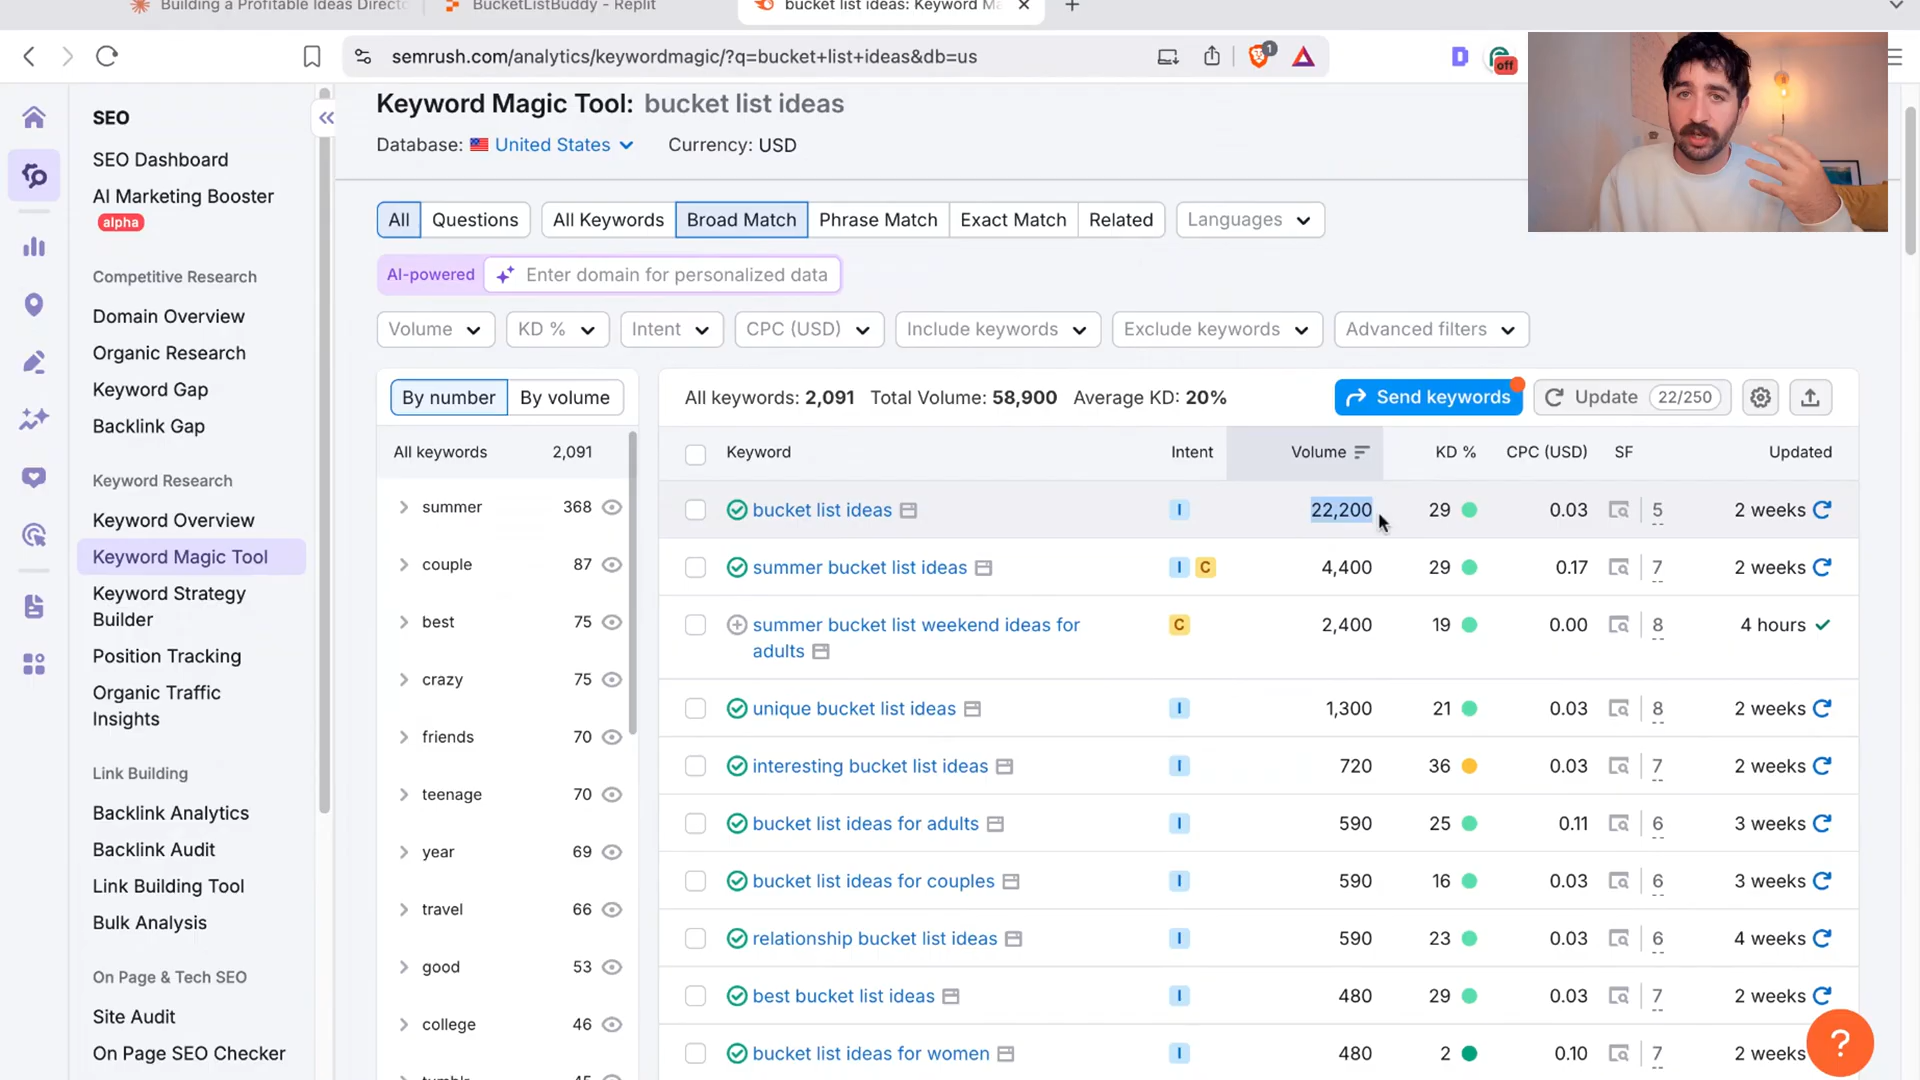 Building a Profitable Ideas Directo
BucketListBuddy - Replit
bucket list ideas: Keyword Ma
semrush.com/analytics/keywordmagic/?q=bucket+list+ideas&db=us
1
D
off
SEO
SEO Dashboard
AI Marketing Booster
alpha
Competitive Research
Domain Overview
Organic Research
Keyword Gap
Backlink Gap
Keyword Research
Keyword Overview
Keyword Magic Tool
Keyword Strategy
Builder
Position Tracking
Organic Traffic
Insights
Link Building
Backlink Analytics
Backlink Audit
Link Building Tool
Bulk Analysis
On Page & Tech SEO
Site Audit
On Page SEO Checker
Keyword Magic Tool: bucket list ideas
Database: United States Currency: USD
All Questions All Keywords Broad Match Phrase Match Exact Match Related Languages
AI-powered Enter domain for personalized data
Volume KD % Intent CPC (USD) Include keywords Exclude keywords Advanced filters
By number By volume
All keywords 2,091
summer 368
couple 87
best 75
crazy 75
friends 70
teenage 70
year 69
travel 66
good 53
college 46
tumblr 45
All keywords: 2,091 Total Volume: 58,900 Average KD: 20% Send keywords Update 22/250
Keyword Intent Volume KD % CPC (USD) SF Updated
bucket list ideas I 22,200 29 0.03 5 2 weeks
summer bucket list ideas I C 4,400 29 0.17 7 2 weeks
summer bucket list weekend ideas for C 2,400 19 0.00 8 4 hours
adults
unique bucket list ideas I 1,300 21 0.03 8 2 weeks
interesting bucket list ideas I 720 36 0.03 7 2 weeks
bucket list ideas for adults I 590 25 0.11 6 3 weeks
bucket list ideas for couples I 590 16 0.03 6 3 weeks
relationship bucket list ideas I 590 23 0.03 6 4 weeks
best bucket list ideas I 480 29 0.03 7 2 weeks
bucket list ideas for women I 480 2 0.10 7 2 weeks
?